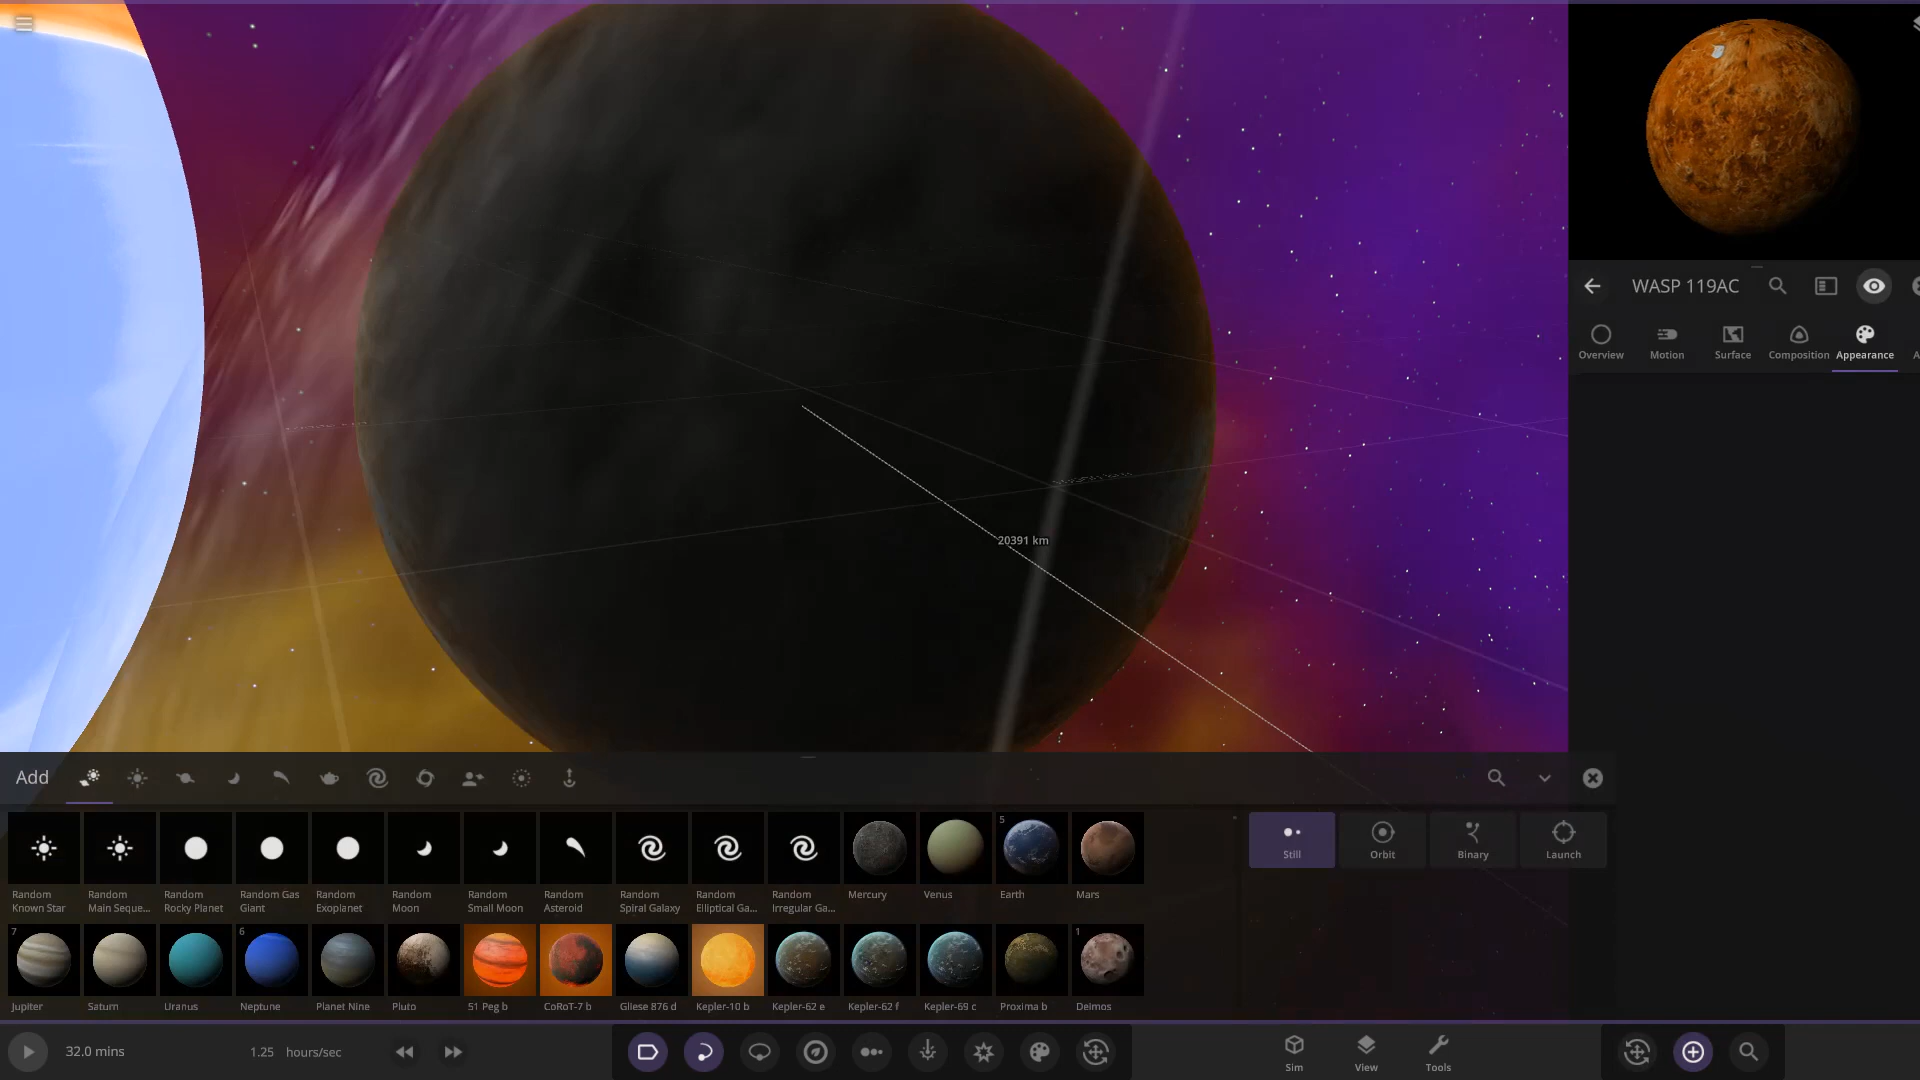 WASP 119AC
Overview
Motion
Surface
Composition
Appearance
A
20391 km
Add
5
Still
Orbit
Binary
Launch
Random Known Star
Random Main Seque...
Random Rocky Planet
Random Gas Giant
Random Exoplanet
Random Moon
Random Small Moon
Random Asteroid
Random Spiral Galaxy
Random Elliptical Ga...
Random Irregular Ga...
Mercury
Venus
Earth
Mars
7
6
1
Jupiter
Saturn
Uranus
Neptune
Planet Nine
Pluto
51 Peg b
CoRoT-7 b
Gliese 876 d
Kepler-10 b
Kepler-62 e
Kepler-62 f
Kepler-69 c
Proxima b
Deimos
32.0 mins
1.25 hours/sec
Sim
View
Tools